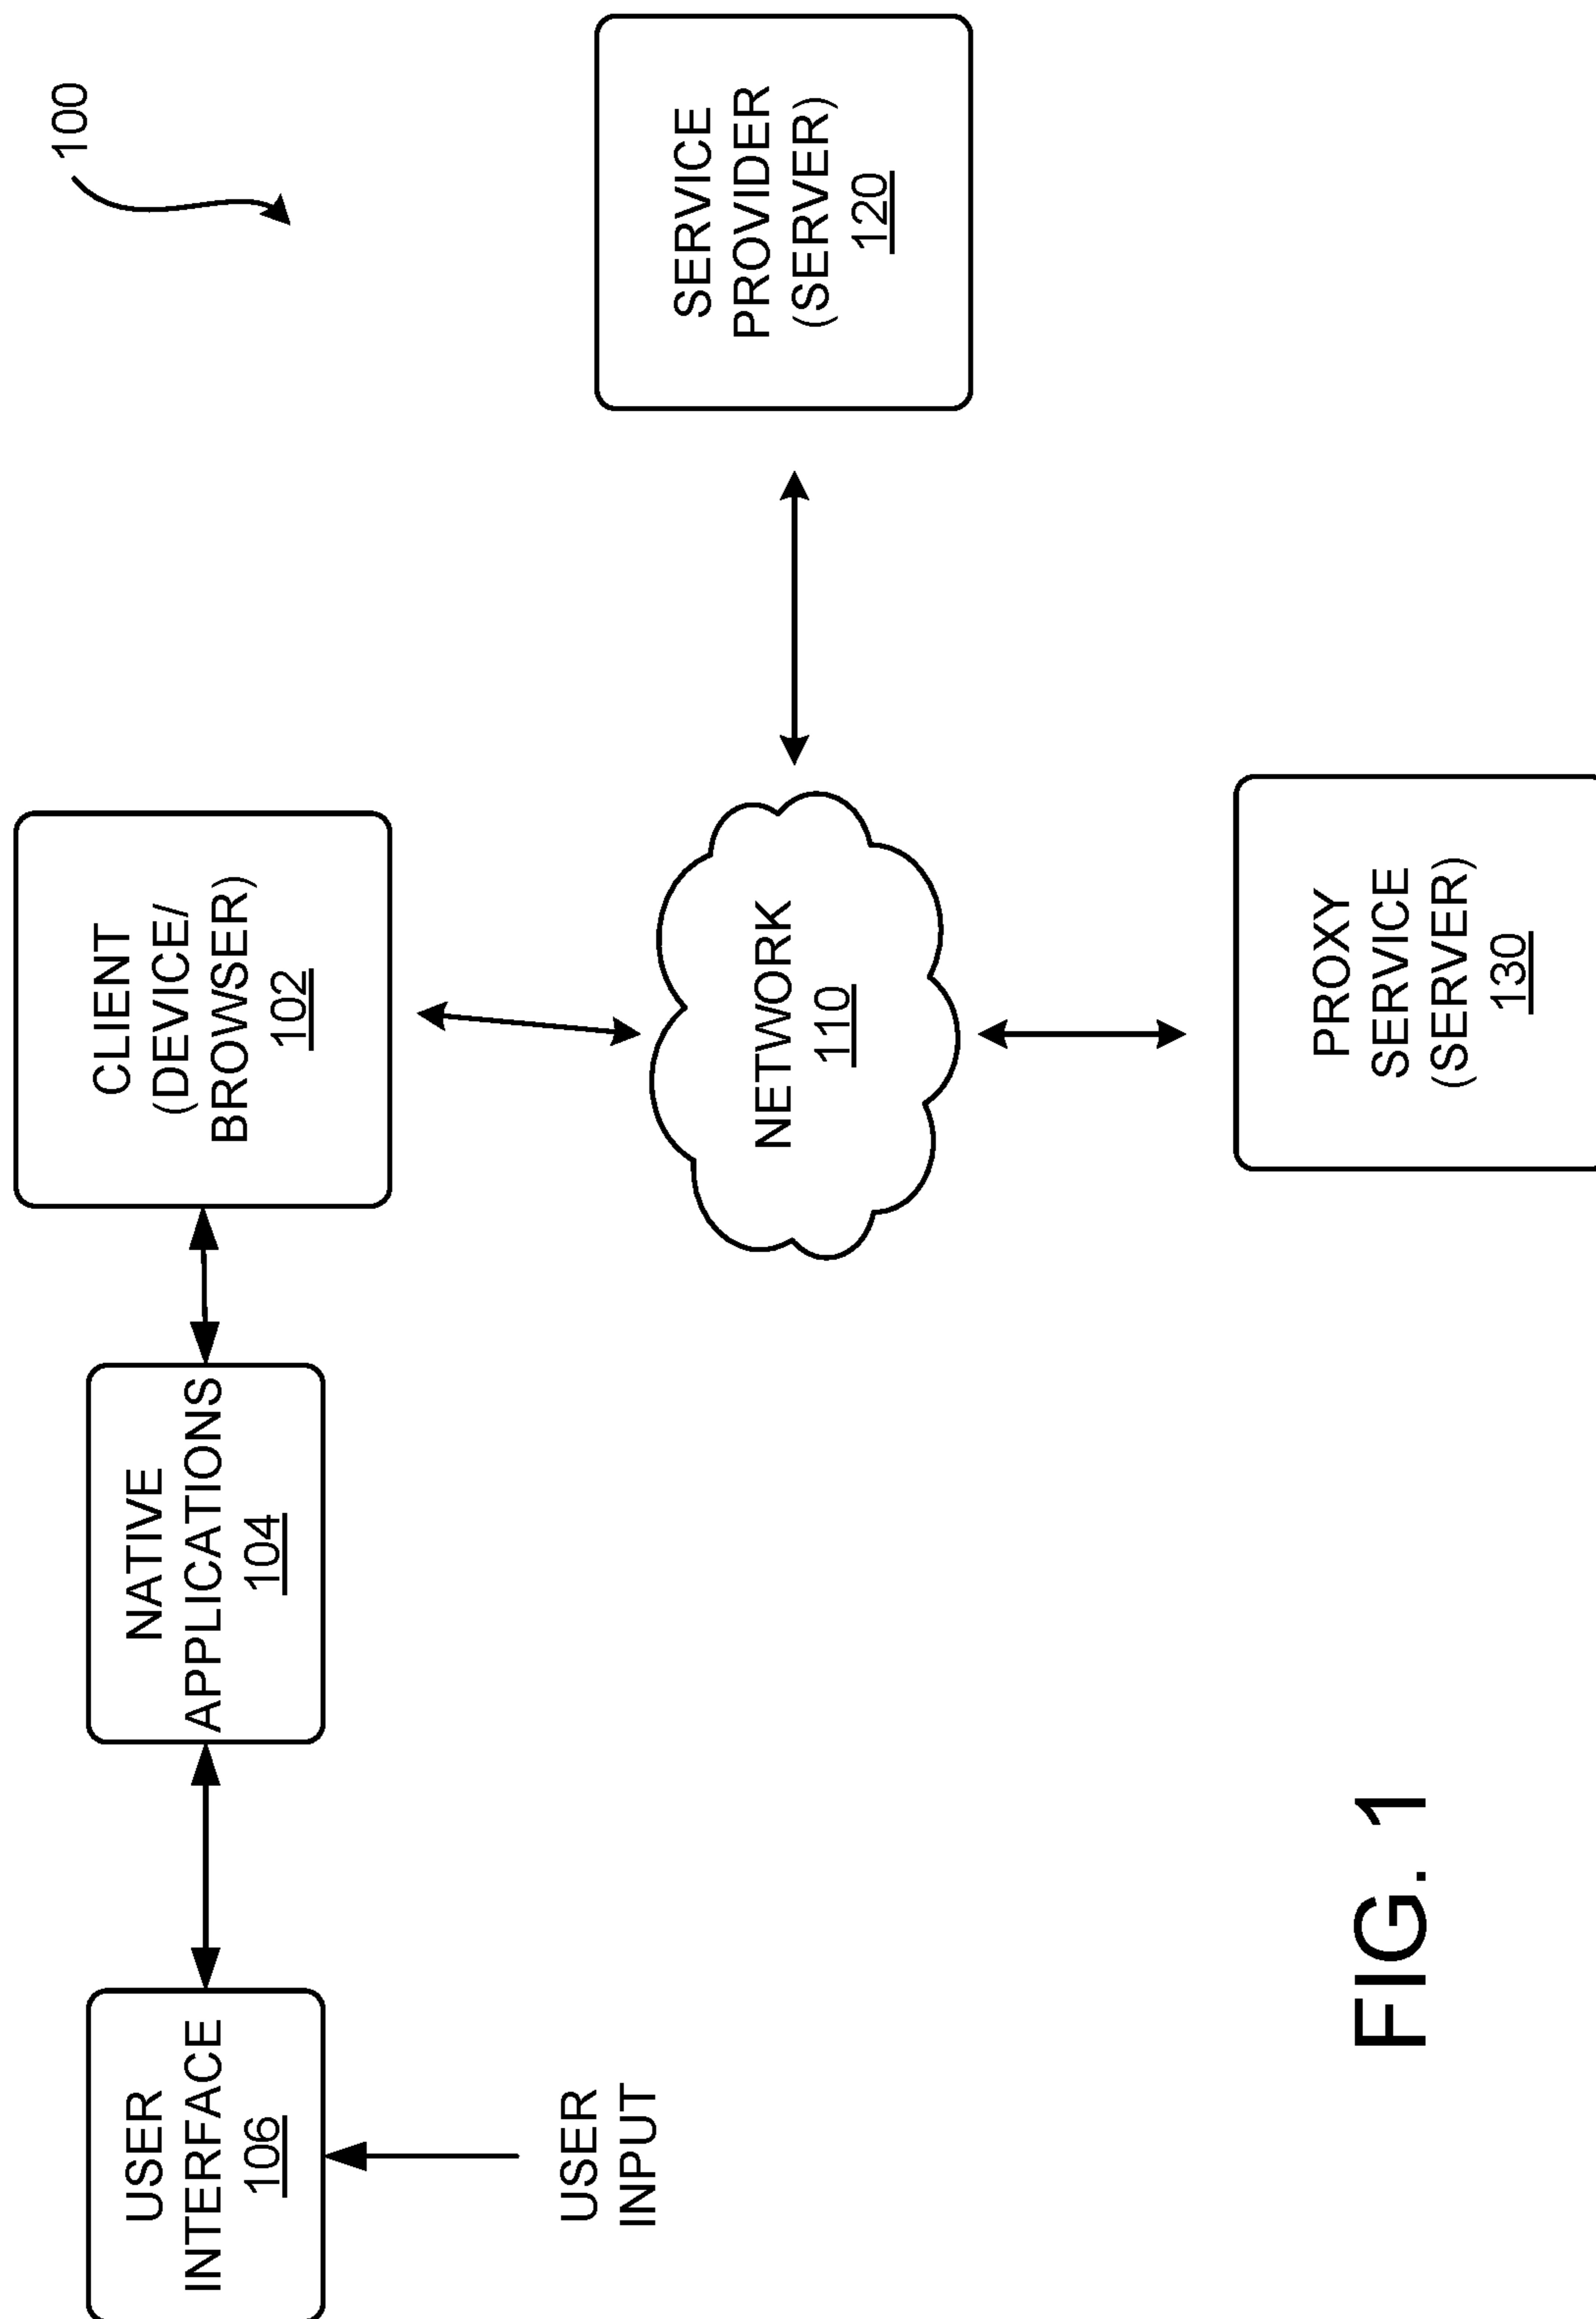 100
USER
INTERFACE
106
NATIVE
APPLICATIONS
104
CLIENT
(DEVICE/
BROWSER)
102
USER
INPUT
NETWORK
110
SERVICE
PROVIDER
(SERVER)
120
PROXY
SERVICE
(SERVER)
130
FIG. 1